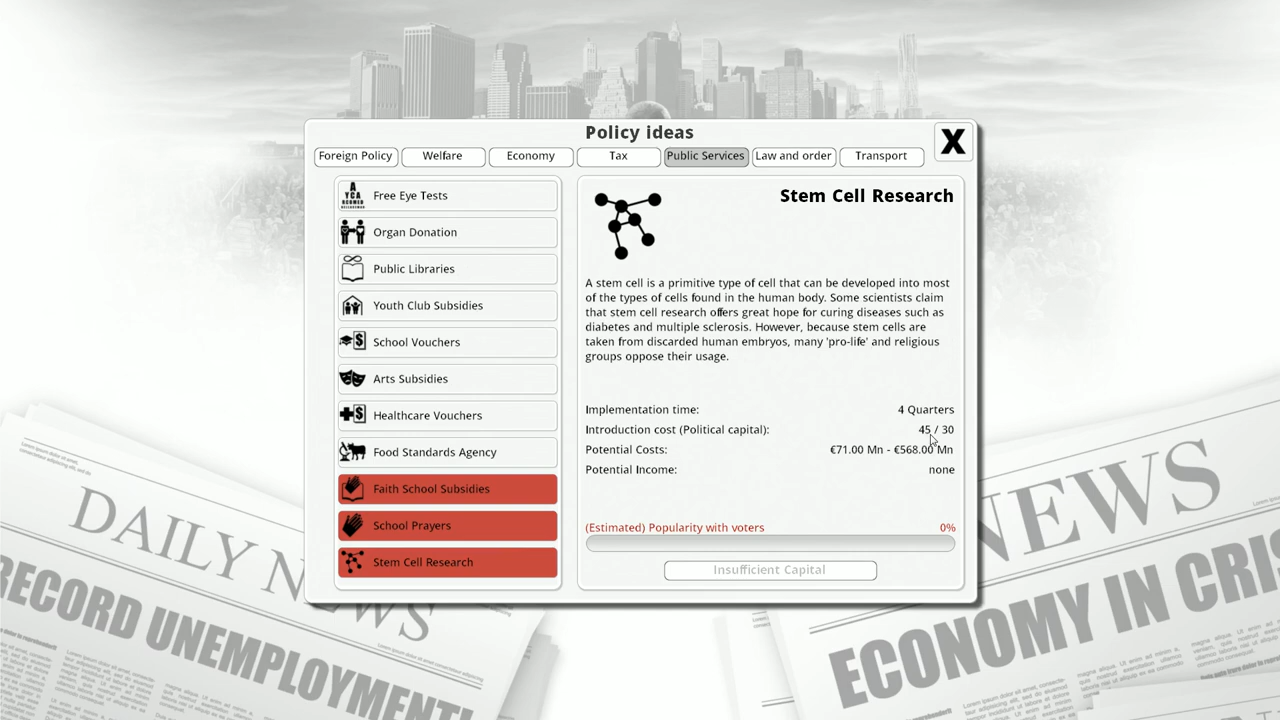 Policy ideas
X
Foreign Policy
Welfare
Economy
Tax
Public Services
Law and order
Transport
Free Eye Tests
Organ Donation
Public Libraries
Youth Club Subsidies
School Vouchers
Arts Subsidies
Healthcare Vouchers
Food Standards Agency
Faith School Subsidies
School Prayers
Stem Cell Research
Stem Cell Research
A stem cell is a primitive type of cell that can be developed into most
of the types of cells found in the human body. Some scientists claim
that stem cell research offers great hope for curing diseases such as
diabetes and multiple sclerosis. However, because stem cells are
taken from discarded human embryos, many 'pro-life' and religious
groups oppose their usage.
Implementation time: 4 Quarters
Introduction cost (Political capital): 45 / 30
Potential Costs: €71.00 Mn - €568.00 Mn
Potential Income: none
(Estimated) Popularity with voters 0%
Insufficient Capital
DAILY NEWS
RECORD UNEMPLOYMENT!
NEWS
ECONOMY IN CRIS